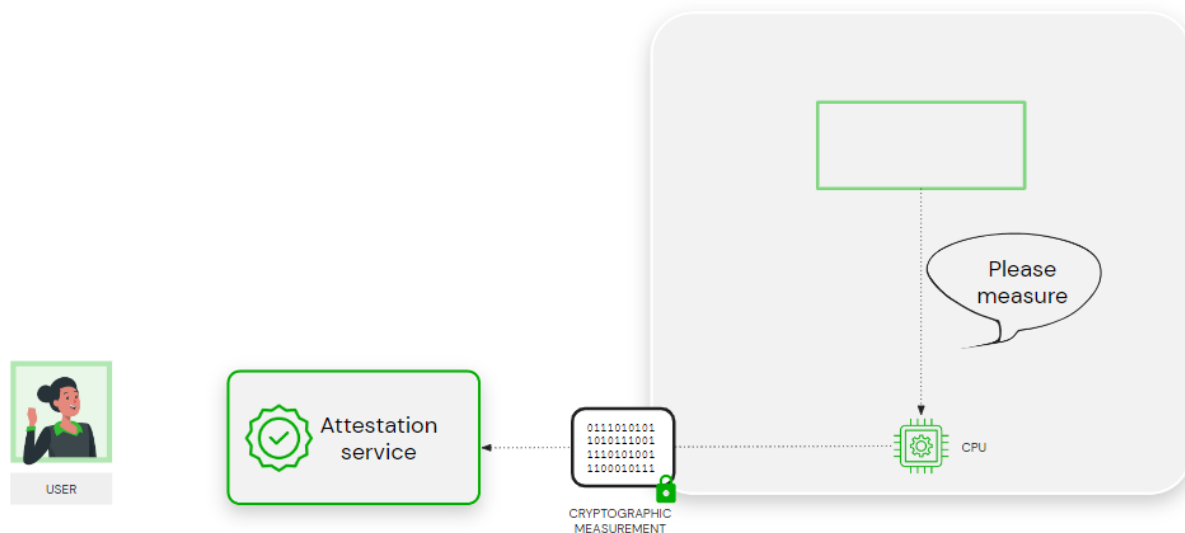 Please
measure
Attestation
service
0111010101
1010111001
1110101001
1100010111
CPU
USER
CRYPTOGRAPHIC
MEASUREMENT